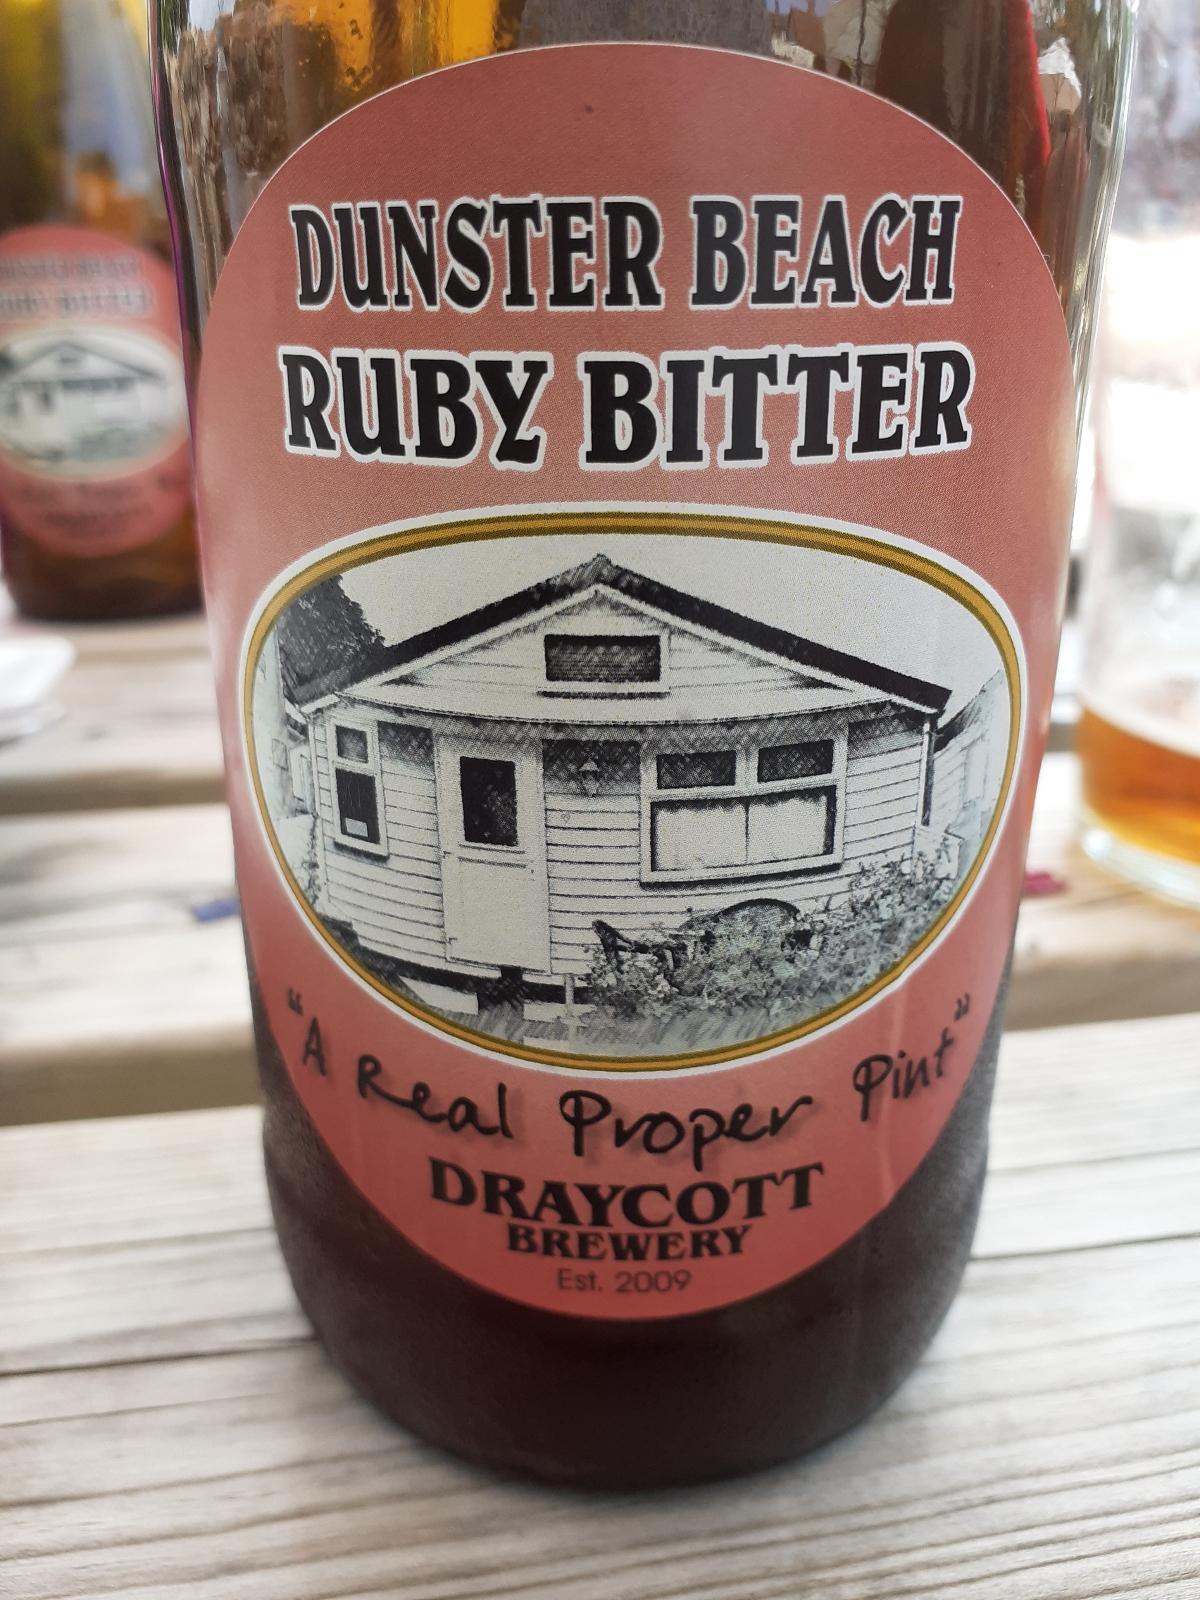 DUNSTER BEACH
RUBY BITTER
"A Real Proper Pint"
DRAYCOTT
BREWERY
Est. 2009